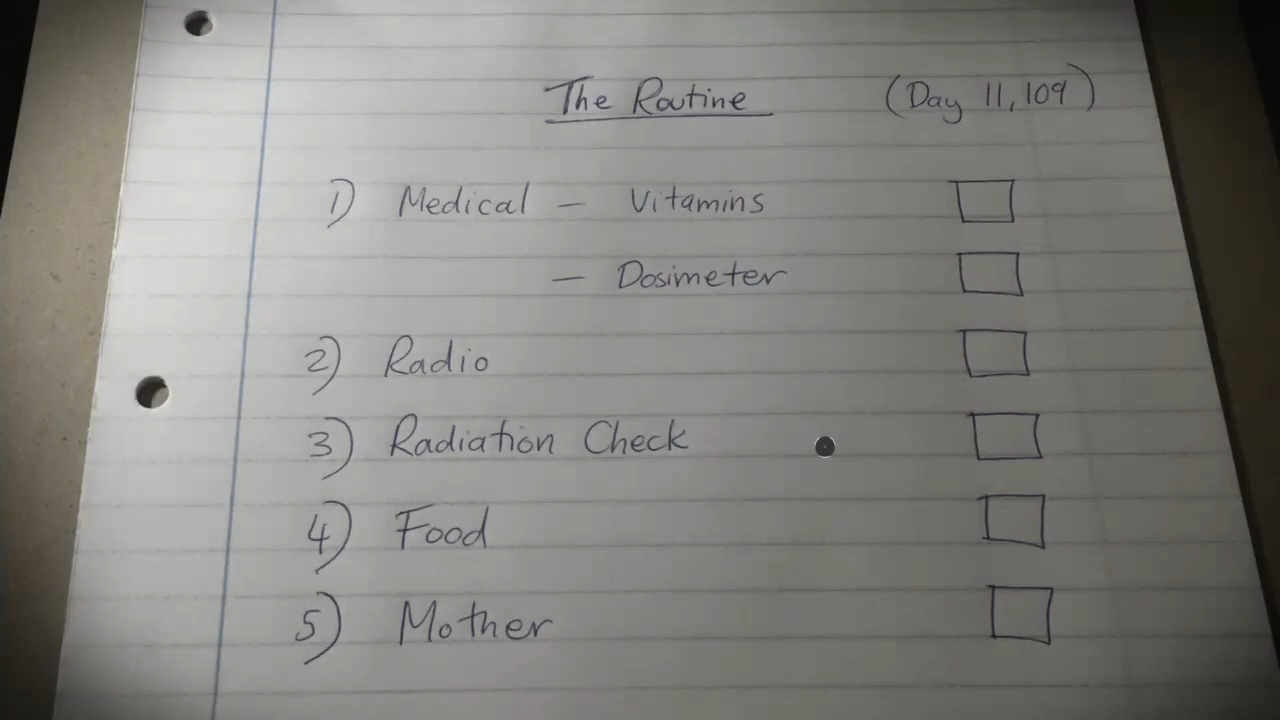 The Routine (Day 11,109)
1) Medical - Vitamins
- Dosimeter
2) Radio
3) Radiation Check
4) Food
5) Mother